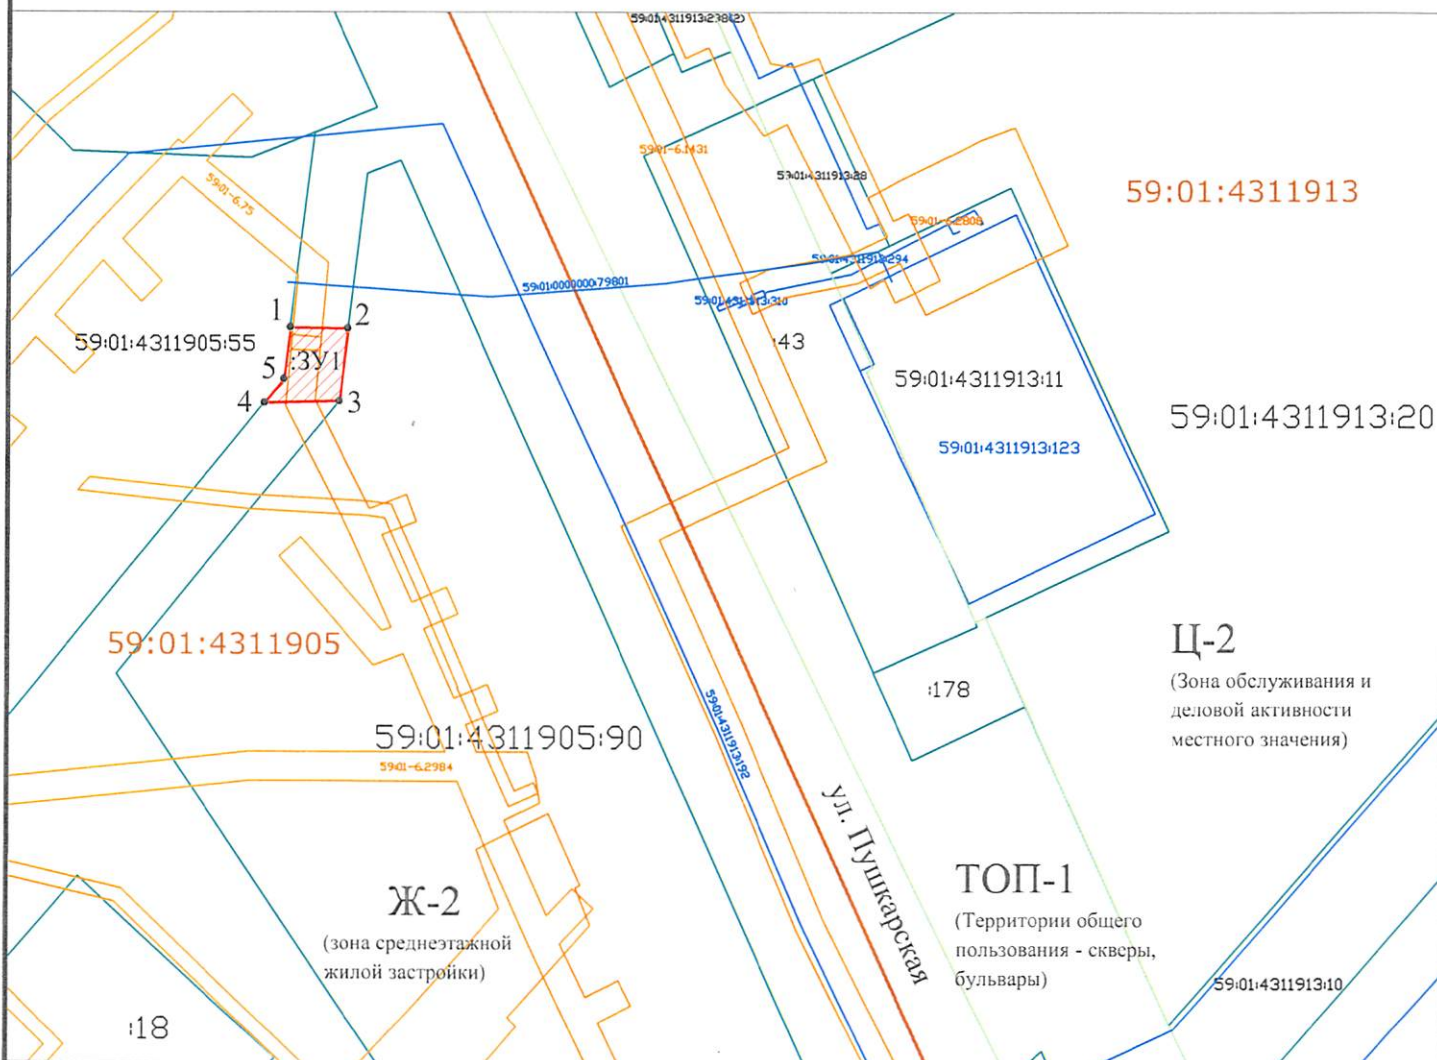 59:01:4311913:238(2)
59:01-6.1431
59:01:4311913:28
59:01:4311913
59:01-6.75
59:01-6.2808
59:01:4311913:294
59:01:0000000:79801
59:01:4311913:310
1
2
59:01:4311905:55
:43
:ЗУ1
5
59:01:4311913:11
4
3
59:01:4311913:20
59:01:4311913:123
59:01:4311905
Ц-2
(Зона обслуживания и
деловой активности
местного значения)
:178
59:01:4311913:192
59:01:4311905:90
59:01-6.2984
ул. Пушкарская
Ж-2
(зона среднеэтажной
жилой застройки)
ТОП-1
(Территории общего
пользования - скверы,
бульвары)
59:01:4311913:10
:18